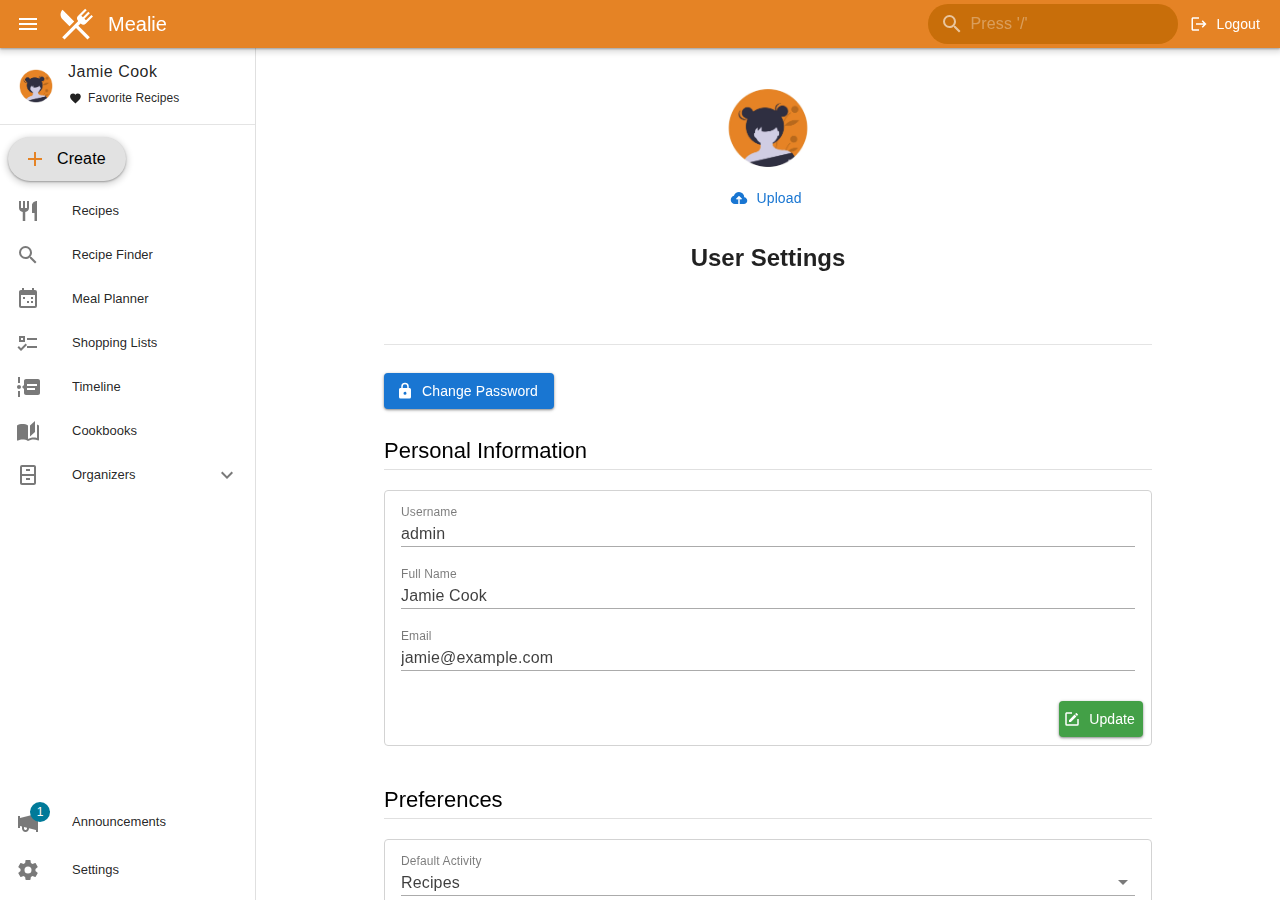 Mealie
Press '/'
Logout
Jamie Cook
Favorite Recipes
Create
Recipes
Recipe Finder
Meal Planner
Shopping Lists
Timeline
Cookbooks
Organizers
1
Announcements
Settings
Upload
User Settings
Change Password
Personal Information
Username
admin
Full Name
Jamie Cook
Email
jamie@example.com
Update
Preferences
Default Activity
Recipes